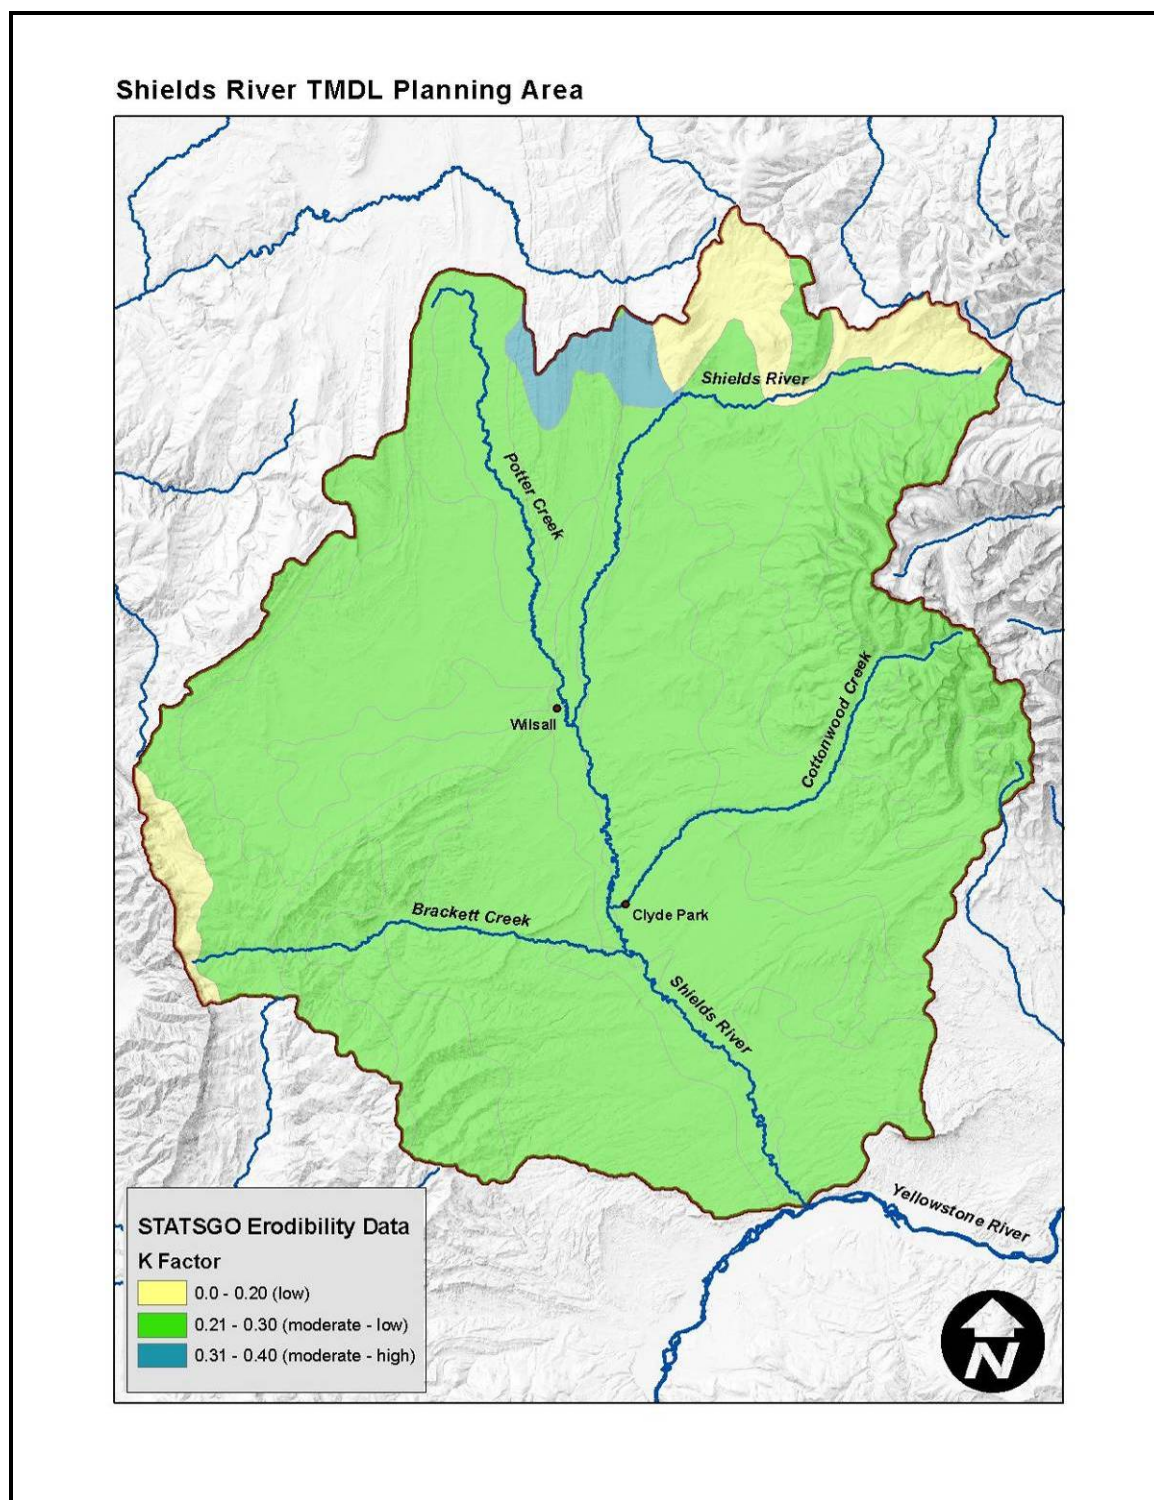 Shields River TMDL Planning Area
Shields River
Potter Creek
Cottonwood Creek
Wilsall
Clyde Park
Brackett Creek
Shields River
Yellowstone River
STATSGO Erodibility Data
K Factor
0.0 - 0.20 (low)
0.21 - 0.30 (moderate - low)
0.31 - 0.40 (moderate - high)
N